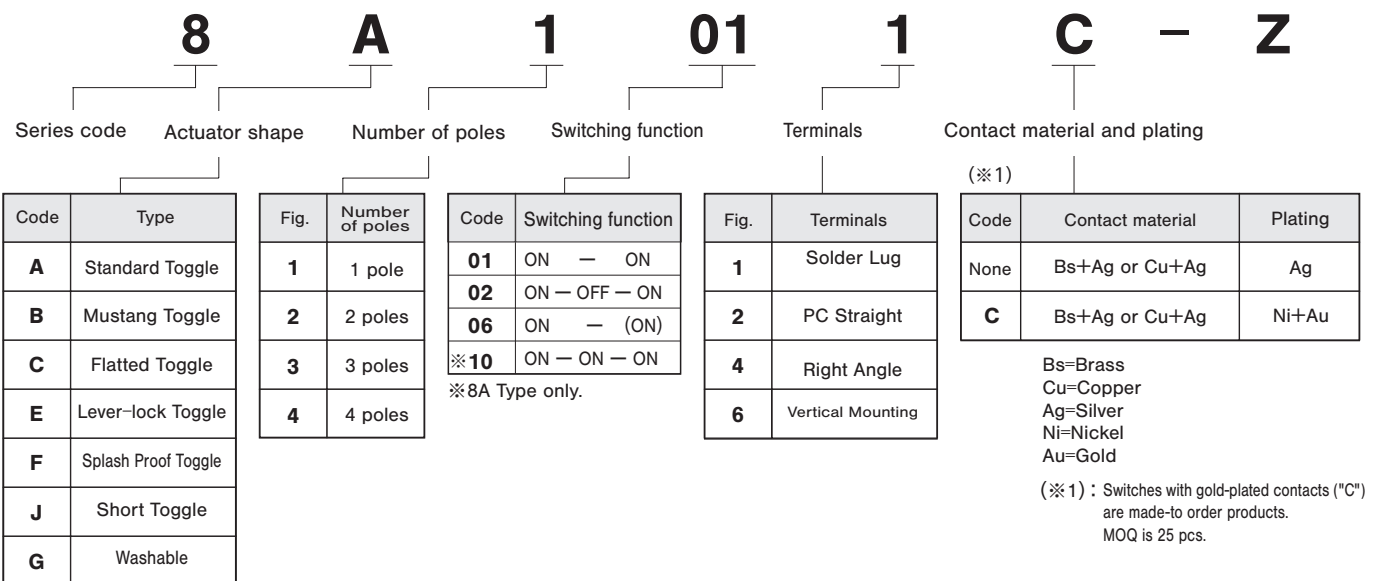 8 A 1 01 1 C – Z
Series code Actuator shape Number of poles Switching function Terminals Contact material and plating
(※1)
Code Type
A Standard Toggle
B Mustang Toggle
C Flatted Toggle
E Lever-lock Toggle
F Splash Proof Toggle
J Short Toggle
G Washable
Fig. Number of poles
1 1 pole
2 2 poles
3 3 poles
4 4 poles
Code Switching function
01 ON — ON
02 ON — OFF — ON
06 ON — (ON)
※10 ON — ON — ON
※8A Type only.
Fig. Terminals
1 Solder Lug
2 PC Straight
4 Right Angle
6 Vertical Mounting
Code Contact material Plating
None Bs+Ag or Cu+Ag Ag
C Bs+Ag or Cu+Ag Ni+Au
Bs=Brass
Cu=Copper
Ag=Silver
Ni=Nickel
Au=Gold
(※1) : Switches with gold-plated contacts ("C")
are made-to order products.
MOQ is 25 pcs.